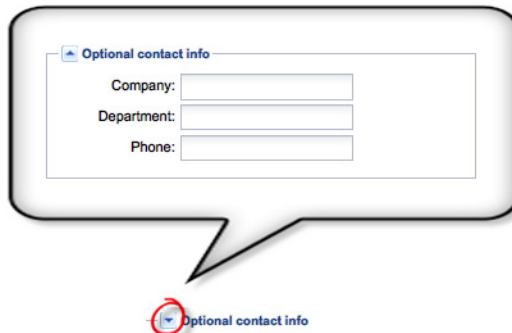 Optional contact info
Company:
Department:
Phone:
Optional contact info